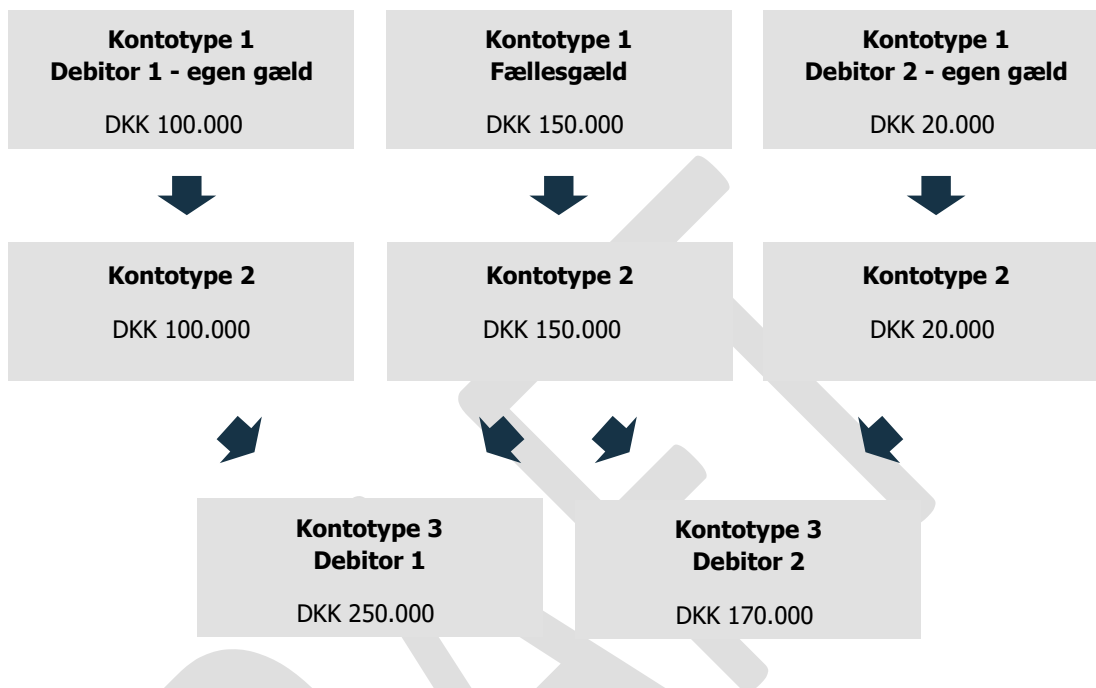 Kontotype 1
Debitor 1 - egen gæld
DKK 100.000
Kontotype 1
Fællesgæld
DKK 150.000
Kontotype 1
Debitor 2 - egen gæld
DKK 20.000
Kontotype 2
DKK 100.000
Kontotype 2
DKK 150.000
Kontotype 2
DKK 20.000
Kontotype 3
Debitor 1
DKK 250.000
Kontotype 3
Debitor 2
DKK 170.000